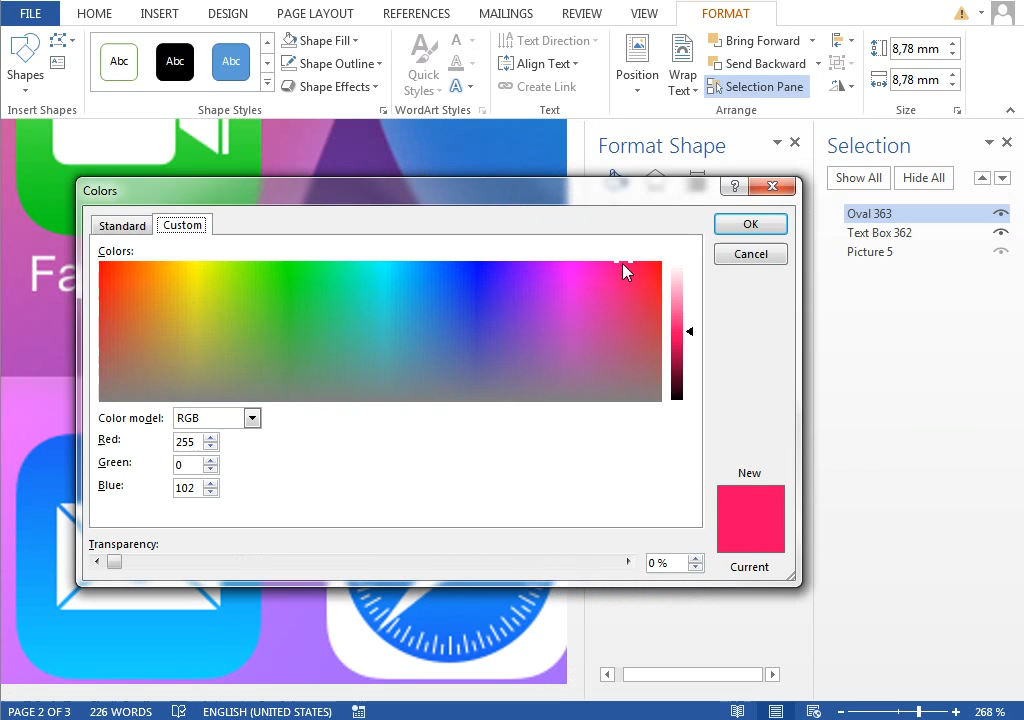 FILE HOME INSERT DESIGN PAGE LAYOUT REFERENCES MAILINGS REVIEW VIEW FORMAT
Shapes
Insert Shapes
Abc Abc Abc
Shape Fill
Shape Outline
Shape Effects
Shape Styles
Quick
Styles
WordArt Styles
Text Direction
Align Text
Create Link
Text
Position
Wrap
Text
Bring Forward
Send Backward
Selection Pane
Arrange
8,78 mm
8,78 mm
Size
Fa
Format Shape
Selection
Show All Hide All
Oval 363
Text Box 362
Picture 5
Colors
Standard Custom
OK
Cancel
Colors:
Color model: RGB
Red: 255
Green: 0
Blue: 102
New
Current
Transparency:
0 %
PAGE 2 OF 3 226 WORDS ENGLISH (UNITED STATES) 268 %